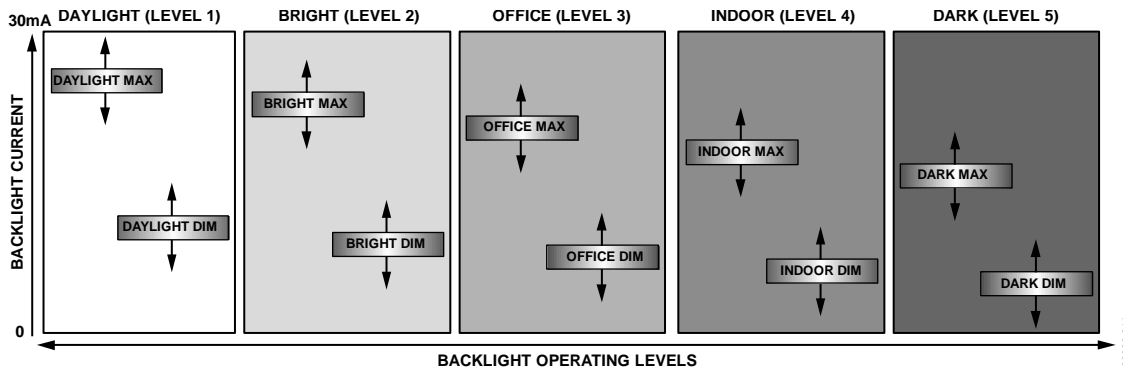 30mA
DAYLIGHT (LEVEL 1)
BRIGHT (LEVEL 2)
OFFICE (LEVEL 3)
INDOOR (LEVEL 4)
DARK (LEVEL 5)
BACKLIGHT CURRENT
DAYLIGHT MAX
BRIGHT MAX
OFFICE MAX
INDOOR MAX
DARK MAX
DAYLIGHT DIM
BRIGHT DIM
OFFICE DIM
INDOOR DIM
DARK DIM
0
BACKLIGHT OPERATING LEVELS